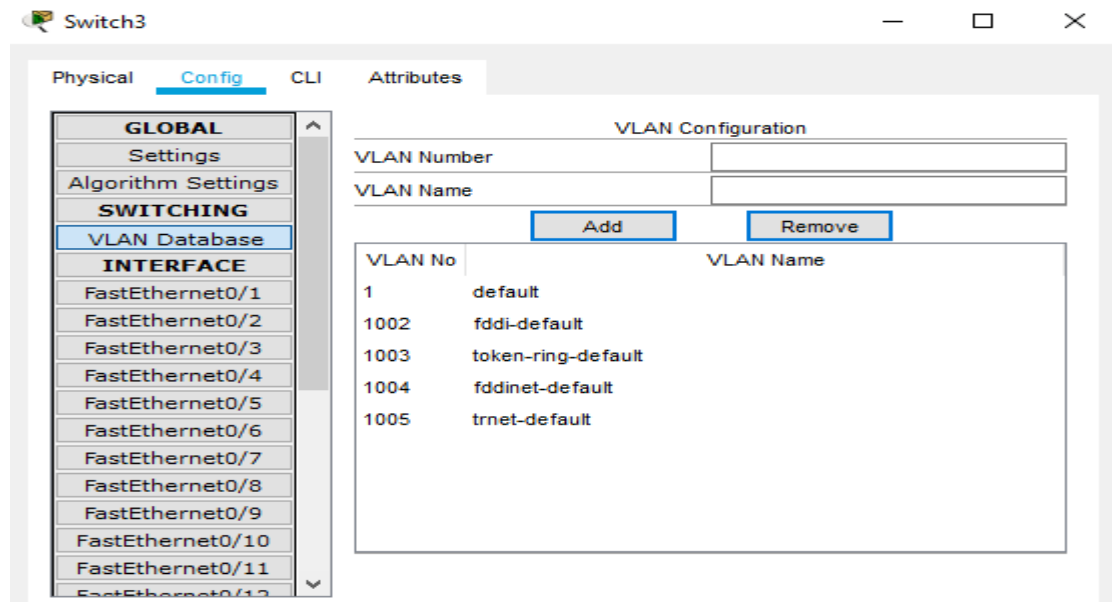 Switch3
Physical Config CLI Attributes
GLOBAL
Settings
Algorithm Settings
SWITCHING
VLAN Database
INTERFACE
FastEthernet0/1
FastEthernet0/2
FastEthernet0/3
FastEthernet0/4
FastEthernet0/5
FastEthernet0/6
FastEthernet0/7
FastEthernet0/8
FastEthernet0/9
FastEthernet0/10
FastEthernet0/11
FastEthernet0/12
VLAN Configuration
VLAN Number
VLAN Name
Add Remove
VLAN No VLAN Name
1 default
1002 fddi-default
1003 token-ring-default
1004 fddinet-default
1005 trnet-default